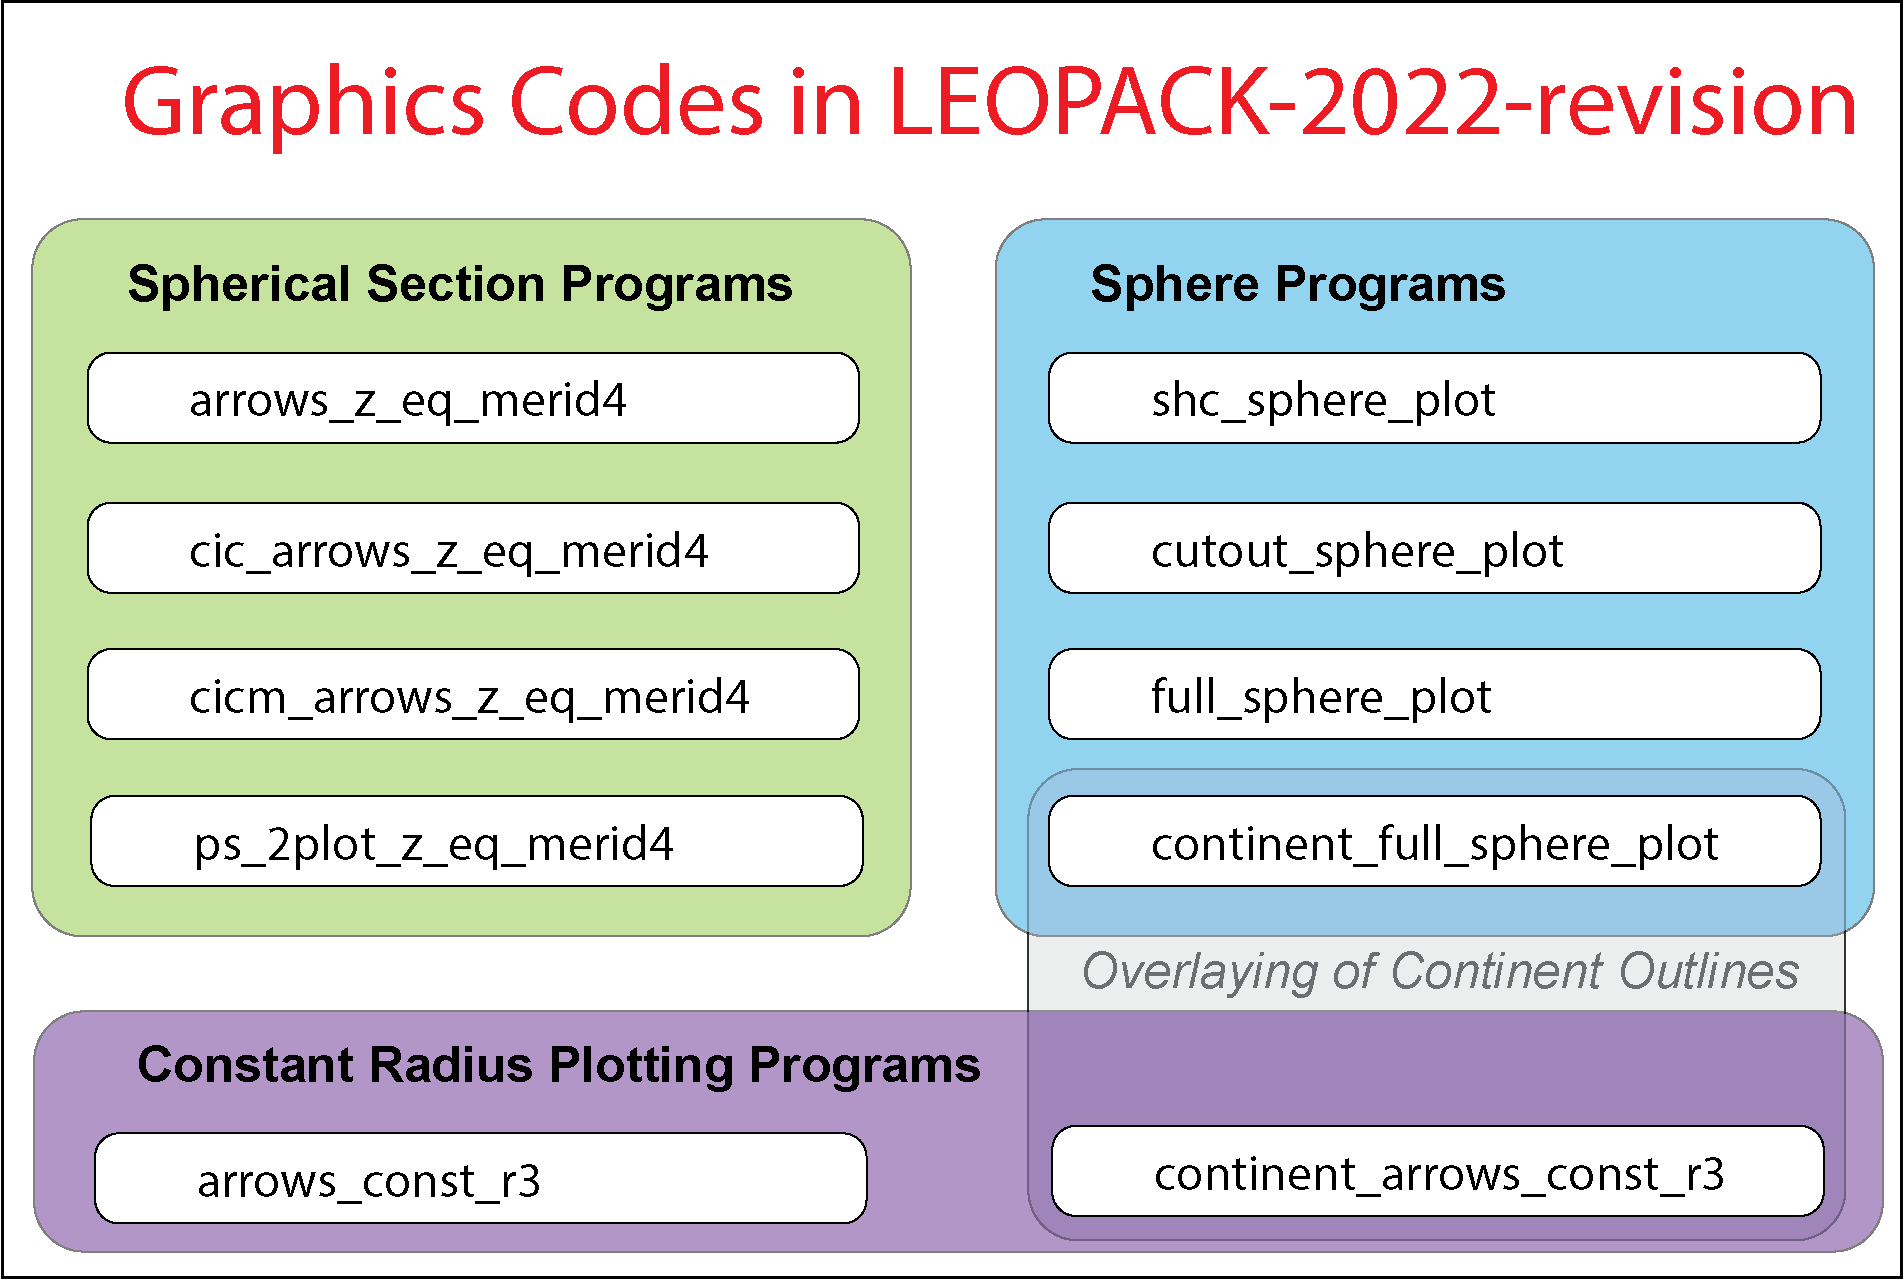 Graphics Codes in LEOPACK-2022-revision
Spherical Section Programs
arrows_z_eq_merid4
cic_arrows_z_eq_merid4
cicm_arrows_z_eq_merid4
ps_2plot_z_eq_merid4
Sphere Programs
shc_sphere_plot
cutout_sphere_plot
full_sphere_plot
continent_full_sphere_plot
Overlaying of Continent Outlines
Constant Radius Plotting Programs
arrows_const_r3
continent_arrows_const_r3